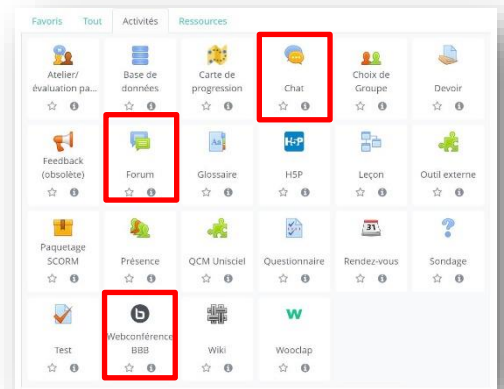 Favoris Tout Activités Ressources
Atelier/ Base de Carte de Chat Choix de Devoir
évaluation pa... données progression Groupe
Feedback Forum Glossaire H5P Leçon Outil externe
(obsolète)
Paquetage Présence QCM Unisciel Questionnaire Rendez-vous Sondage
SCORM
Test Webconférence Wiki Wooclap
BBB